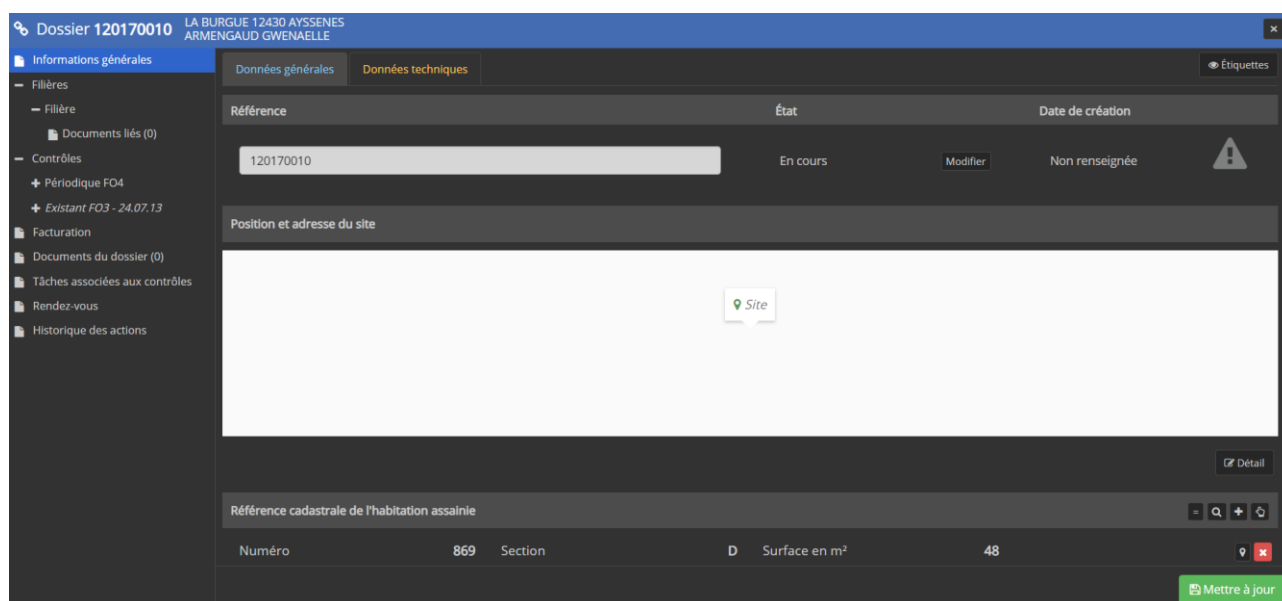 Dossier 120170010
LA BURGUE 12430 AYSSENES
ARMENGAUD GWENAELLE
Informations générales
Filières
Filière
Documents liés (0)
Contrôles
Périodique FO4
Existant FO3 - 24.07.13
Facturation
Documents du dossier (0)
Tâches associées aux contrôles
Rendez-vous
Historique des actions
Données générales Données techniques Étiquettes
Référence État Date de création
120170010 En cours Modifier Non renseignée
Position et adresse du site
Site
Détail
Référence cadastrale de l'habitation assainie
Numéro 869 Section D Surface en m² 48
Mettre à jour